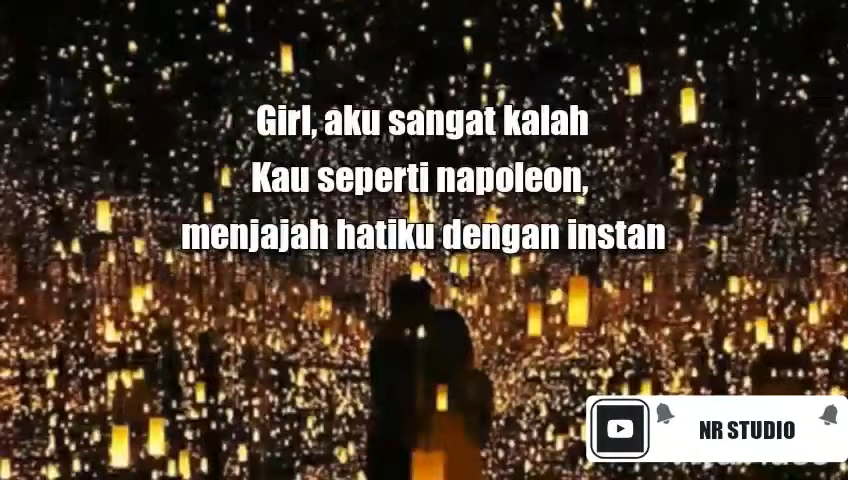 Girl, aku sangat kalah
Kau seperti napoleon,
menjajah hatiku dengan instan
NR STUDIO